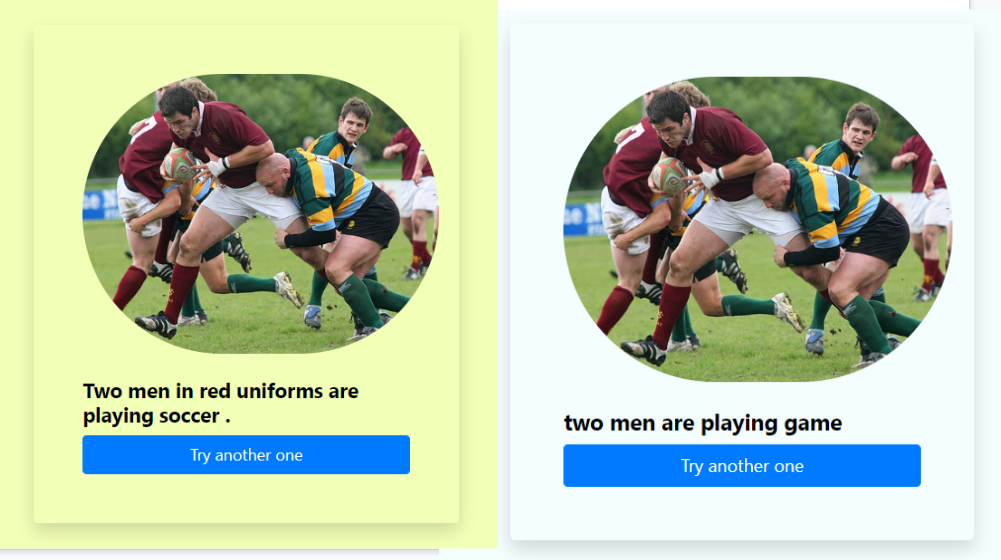 Two men in red uniforms are
playing soccer .
Try another one
two men are playing game
Try another one